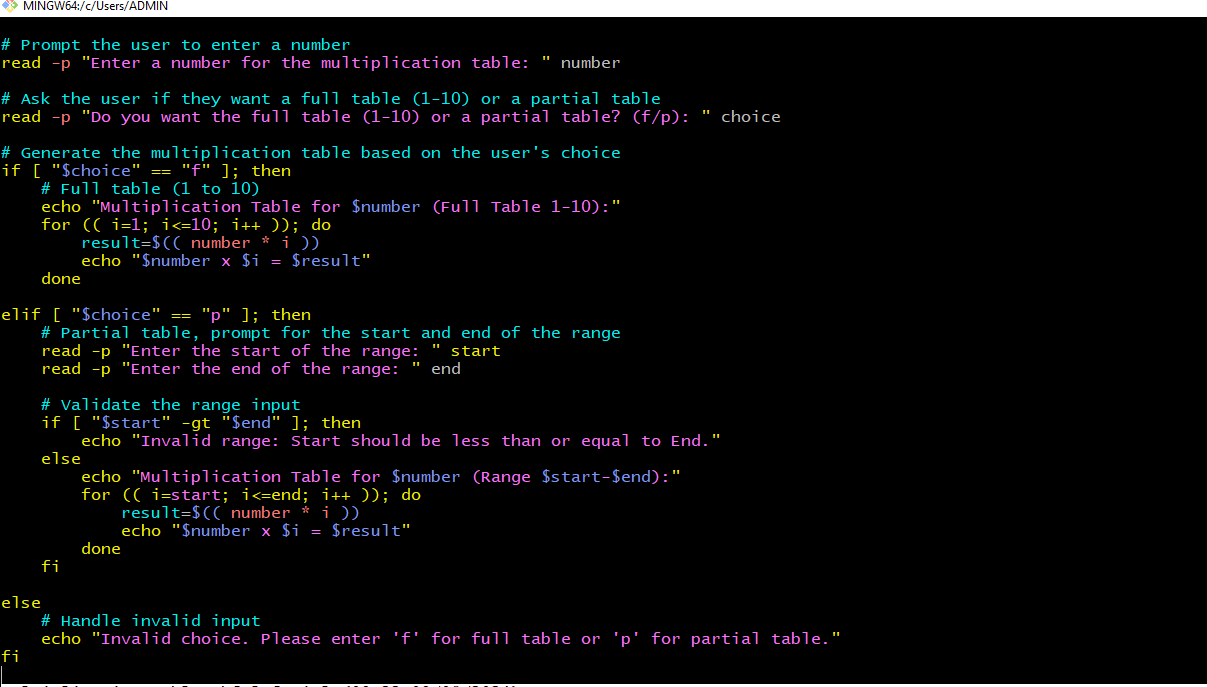 MINGW64:/c/Users/ADMIN
# Prompt the user to enter a number
read -p "Enter a number for the multiplication table: " number
# Ask the user if they want a full table (1-10) or a partial table
read -p "Do you want the full table (1-10) or a partial table? (f/p): " choice
# Generate the multiplication table based on the user's choice
if [ "$choice" == "f" ]; then
    # Full table (1 to 10)
    echo "Multiplication Table for $number (Full Table 1-10):"
    for (( i=1; i<=10; i++ )); do
        result=$(( number * i ))
        echo "$number x $i = $result"
    done
elif [ "$choice" == "p" ]; then
    # Partial table, prompt for the start and end of the range
    read -p "Enter the start of the range: " start
    read -p "Enter the end of the range: " end
    # Validate the range input
    if [ "$start" -gt "$end" ]; then
        echo "Invalid range: Start should be less than or equal to End."
    else
        echo "Multiplication Table for $number (Range $start-$end):"
        for (( i=start; i<=end; i++ )); do
            result=$(( number * i ))
            echo "$number x $i = $result"
        done
    fi
else
    # Handle invalid input
    echo "Invalid choice. Please enter 'f' for full table or 'p' for partial table."
fi